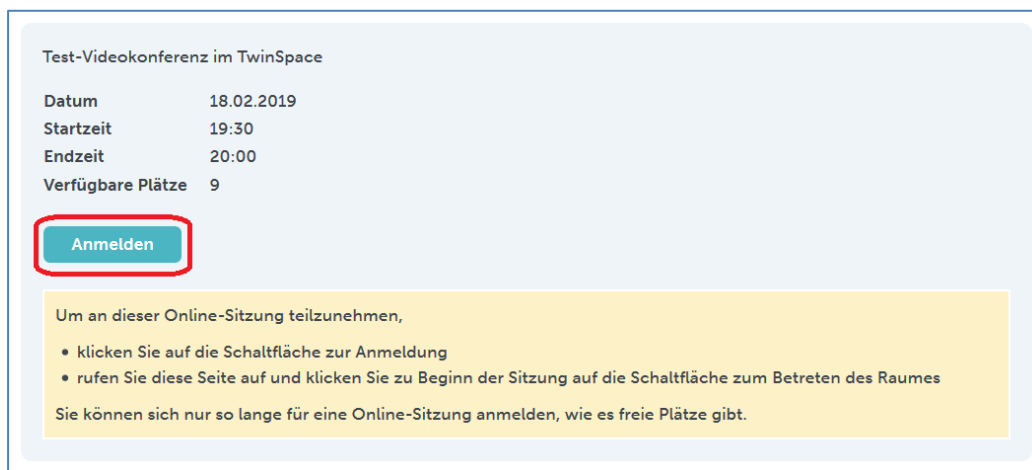 Test-Videokonferenz im TwinSpace
Datum 18.02.2019
Startzeit 19:30
Endzeit 20:00
Verfügbare Plätze 9
Anmelden
Um an dieser Online-Sitzung teilzunehmen,
• klicken Sie auf die Schaltfläche zur Anmeldung
• rufen Sie diese Seite auf und klicken Sie zu Beginn der Sitzung auf die Schaltfläche zum Betreten des Raumes
Sie können sich nur so lange für eine Online-Sitzung anmelden, wie es freie Plätze gibt.